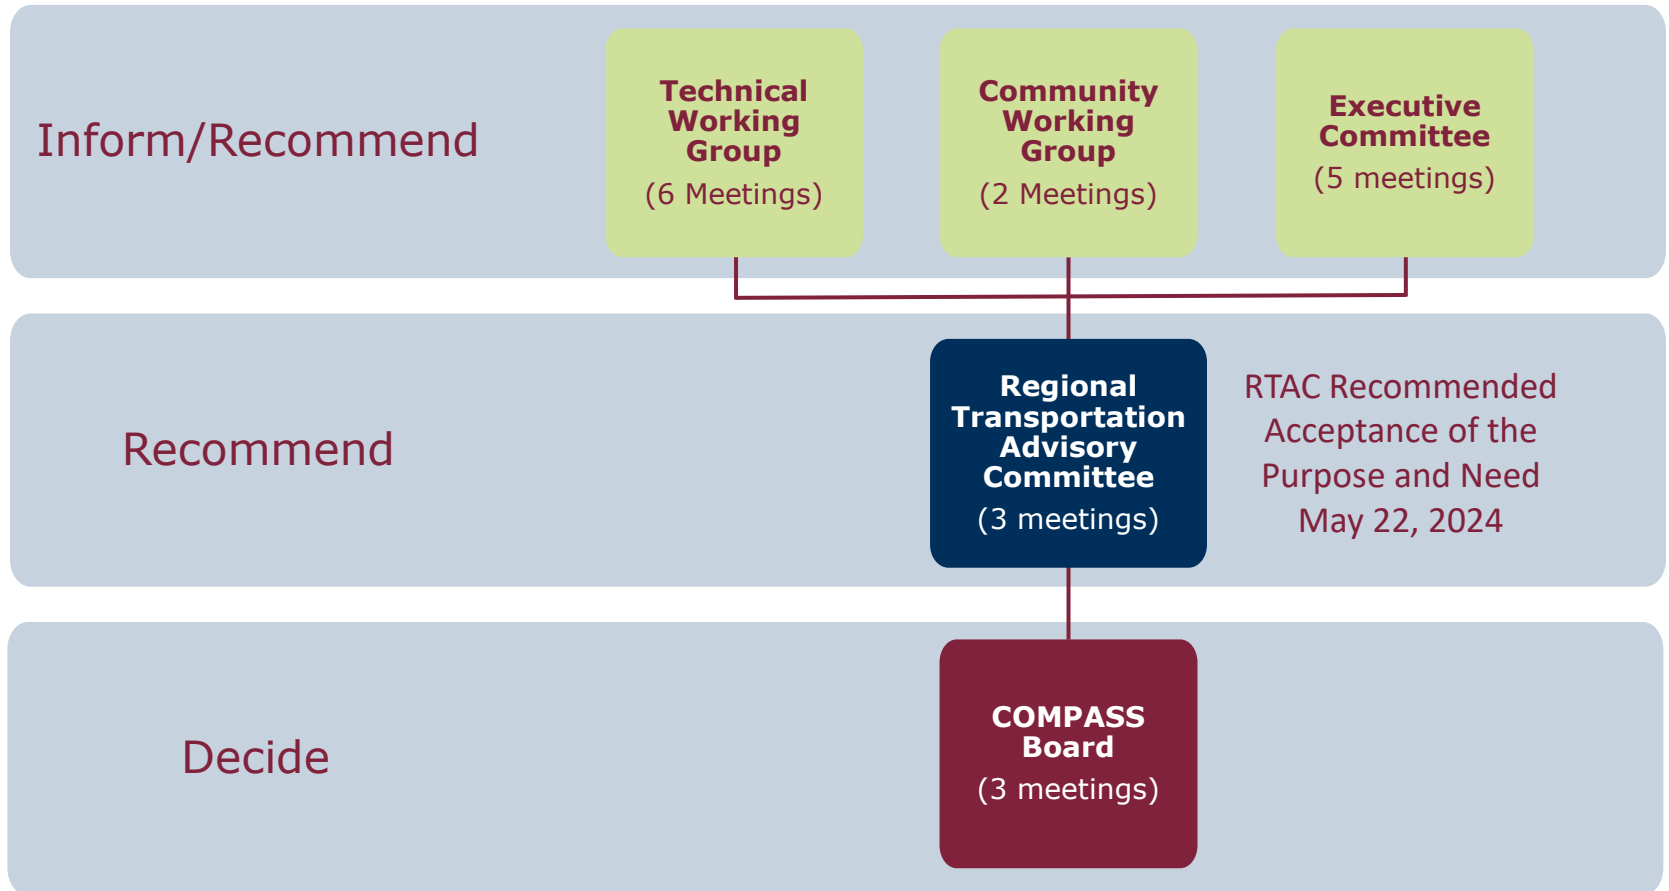 Inform/Recommend
Technical
Working
Group
(6 Meetings)
Community
Working
Group
(2 Meetings)
Executive
Committee
(5 meetings)
Recommend
Regional
Transportation
Advisory
Committee
(3 meetings)
RTAC Recommended
Acceptance of the
Purpose and Need
May 22, 2024
Decide
COMPASS
Board
(3 meetings)